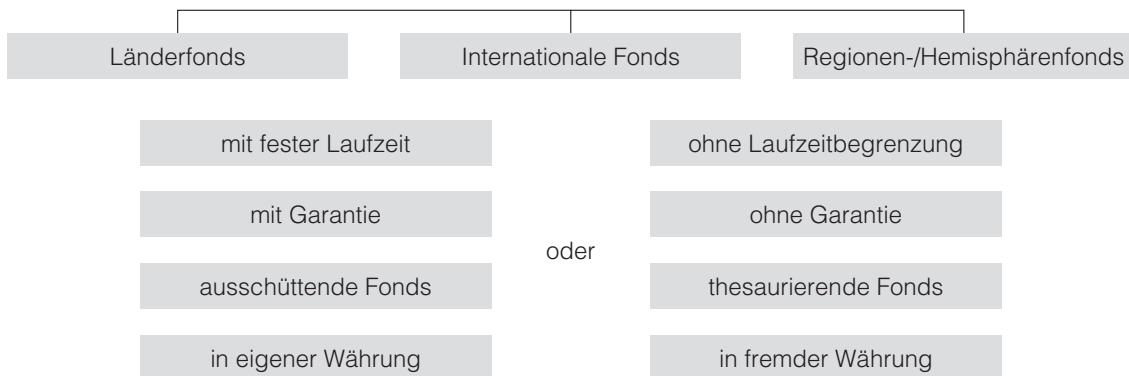 Länderfonds
Internationale Fonds
Regionen-/Hemisphärenfonds
mit fester Laufzeit
ohne Laufzeitbegrenzung
mit Garantie
ohne Garantie
oder
ausschüttende Fonds
thesaurierende Fonds
in eigener Währung
in fremder Währung